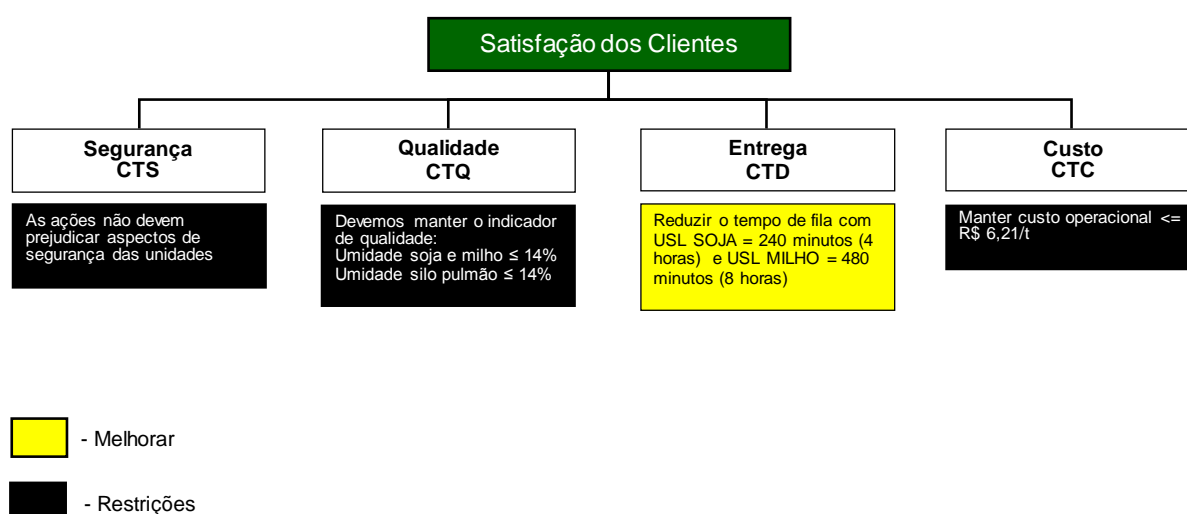 Satisfação dos Clientes
Segurança
CTS
As ações não devem
prejudicar aspectos de
segurança das unidades
Qualidade
CTQ
Devemos manter o indicador
de qualidade:
Umidade soja e milho ≤ 14%
Umidade silo pulmão ≤ 14%
Entrega
CTD
Reduzir o tempo de fila com
USL SOJA = 240 minutos (4
horas) e USL MILHO = 480
minutos (8 horas)
Custo
CTC
Manter custo operacional <=
R$ 6,21/t
- Melhorar
- Restrições